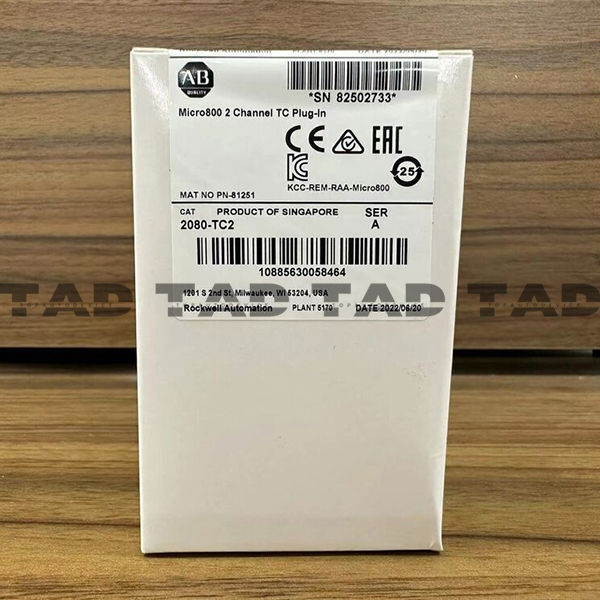 AB
QUALITY
*SN 82502733*
Micro800 2 Channel TC Plug-In
CE
EAC
KC
25
KCC-REM-RAA-Micro800
MAT NO PN-81251
CAT PRODUCT OF SINGAPORE SER
2080-TC2 A
10885630058464
TAD TAD TAD TAD
1201 S 2nd St, Milwaukee, WI 53204, USA
Rockwell Automation PLANT 5170 DATE 2022/06/20